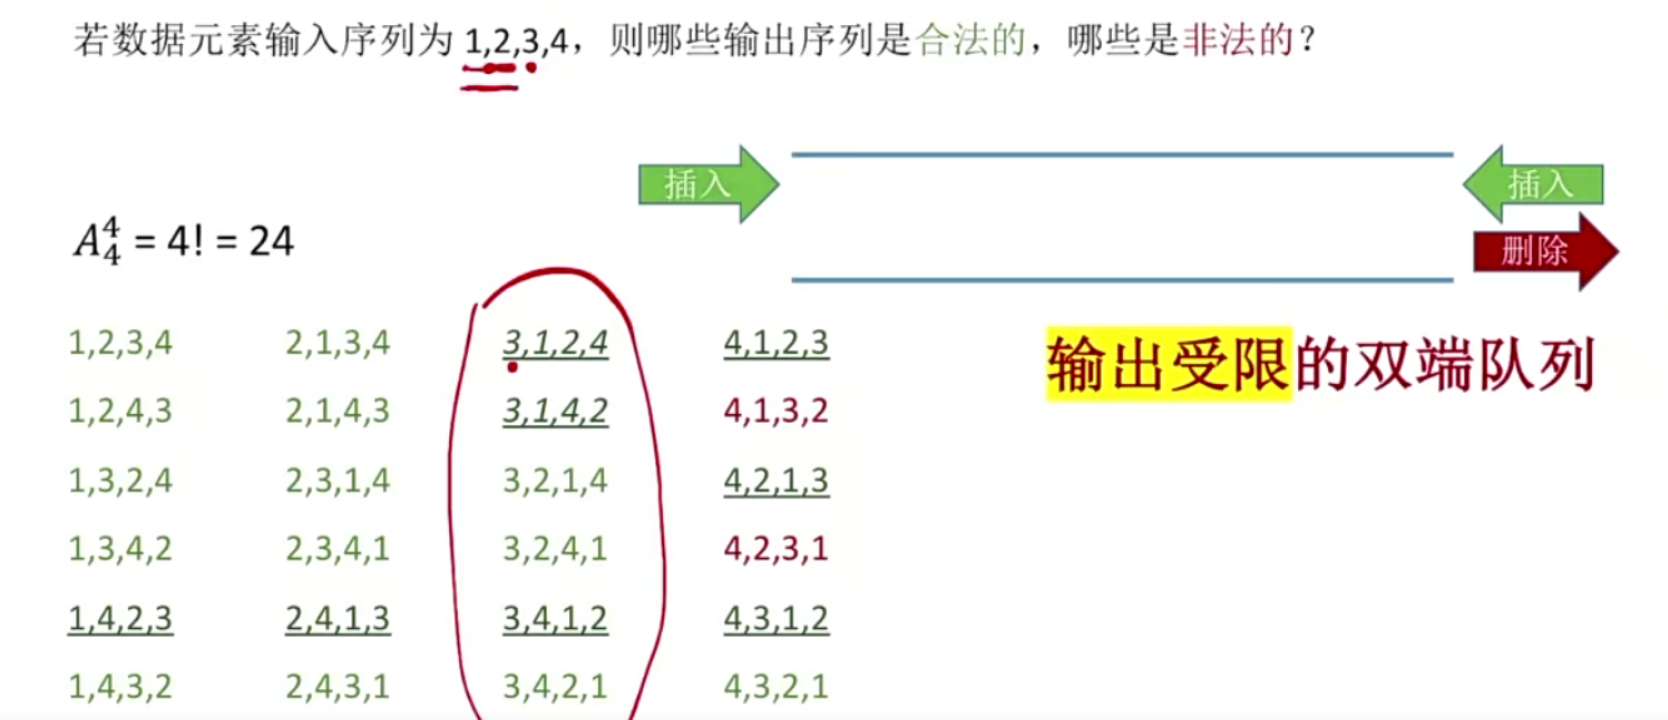 若数据元素输入序列为 1,2,3,4，则哪些输出序列是合法的，哪些是非法的？
插入 插入
删除
A₄⁴ = 4! = 24
1,2,3,4 2,1,3,4 3,1,2,4 4,1,2,3
输出受限的双端队列
1,2,4,3 2,1,4,3 3,1,4,2 4,1,3,2
1,3,2,4 2,3,1,4 3,2,1,4 4,2,1,3
1,3,4,2 2,3,4,1 3,2,4,1 4,2,3,1
1,4,2,3 2,4,1,3 3,4,1,2 4,3,1,2
1,4,3,2 2,4,3,1 3,4,2,1 4,3,2,1